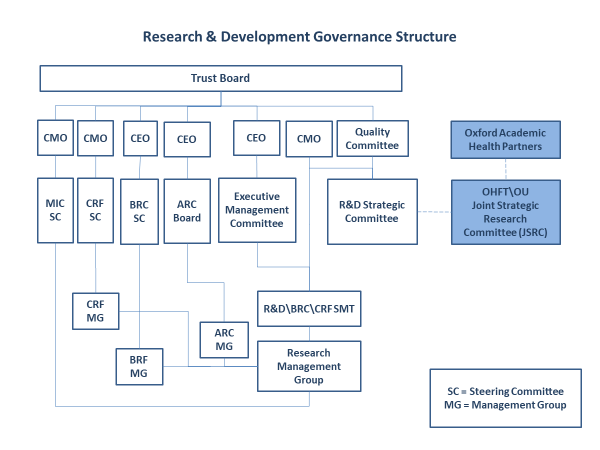 Research & Development Governance Structure
Trust Board
CMO
CMO
CEO
CEO
CEO
CMO
Quality
Committee
Oxford Academic
Health Partners
MIC
SC
CRF
SC
BRC
SC
ARC
Board
Executive
Management
Committee
R&D Strategic
Committee
OHFT\OU
Joint Strategic
Research
Committee (JSRC)
CRF
MG
R&D\BRC\CRF SMT
ARC
MG
BRF
MG
Research
Management
Group
SC = Steering Committee
MG = Management Group